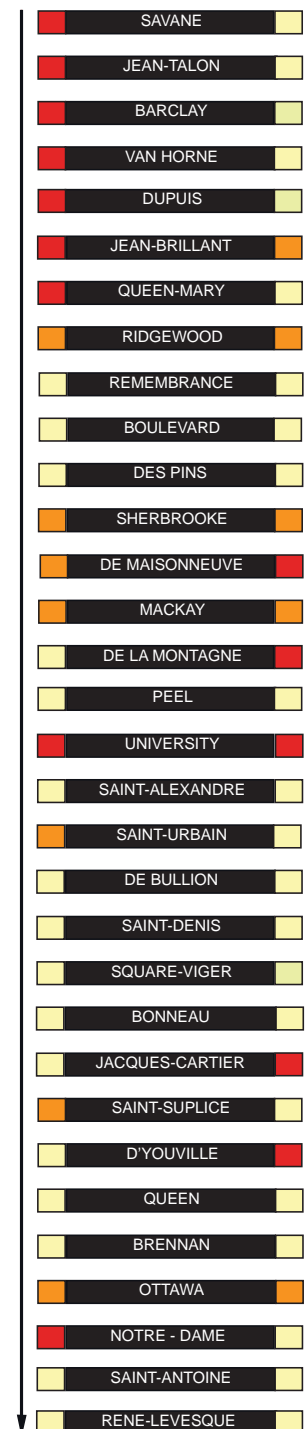 SAVANE
JEAN-TALON
BARCLAY
VAN HORNE
DUPUIS
JEAN-BRILLANT
QUEEN-MARY
RIDGEWOOD
REMEMBRANCE
BOULEVARD
DES PINS
SHERBROOKE
DE MAISONNEUVE
MACKAY
DE LA MONTAGNE
PEEL
UNIVERSITY
SAINT-ALEXANDRE
SAINT-URBAIN
DE BULLION
SAINT-DENIS
SQUARE-VIGER
BONNEAU
JACQUES-CARTIER
SAINT-SUPLICE
D'YOUVILLE
QUEEN
BRENNAN
OTTAWA
NOTRE - DAME
SAINT-ANTOINE
RENE-LEVESQUE